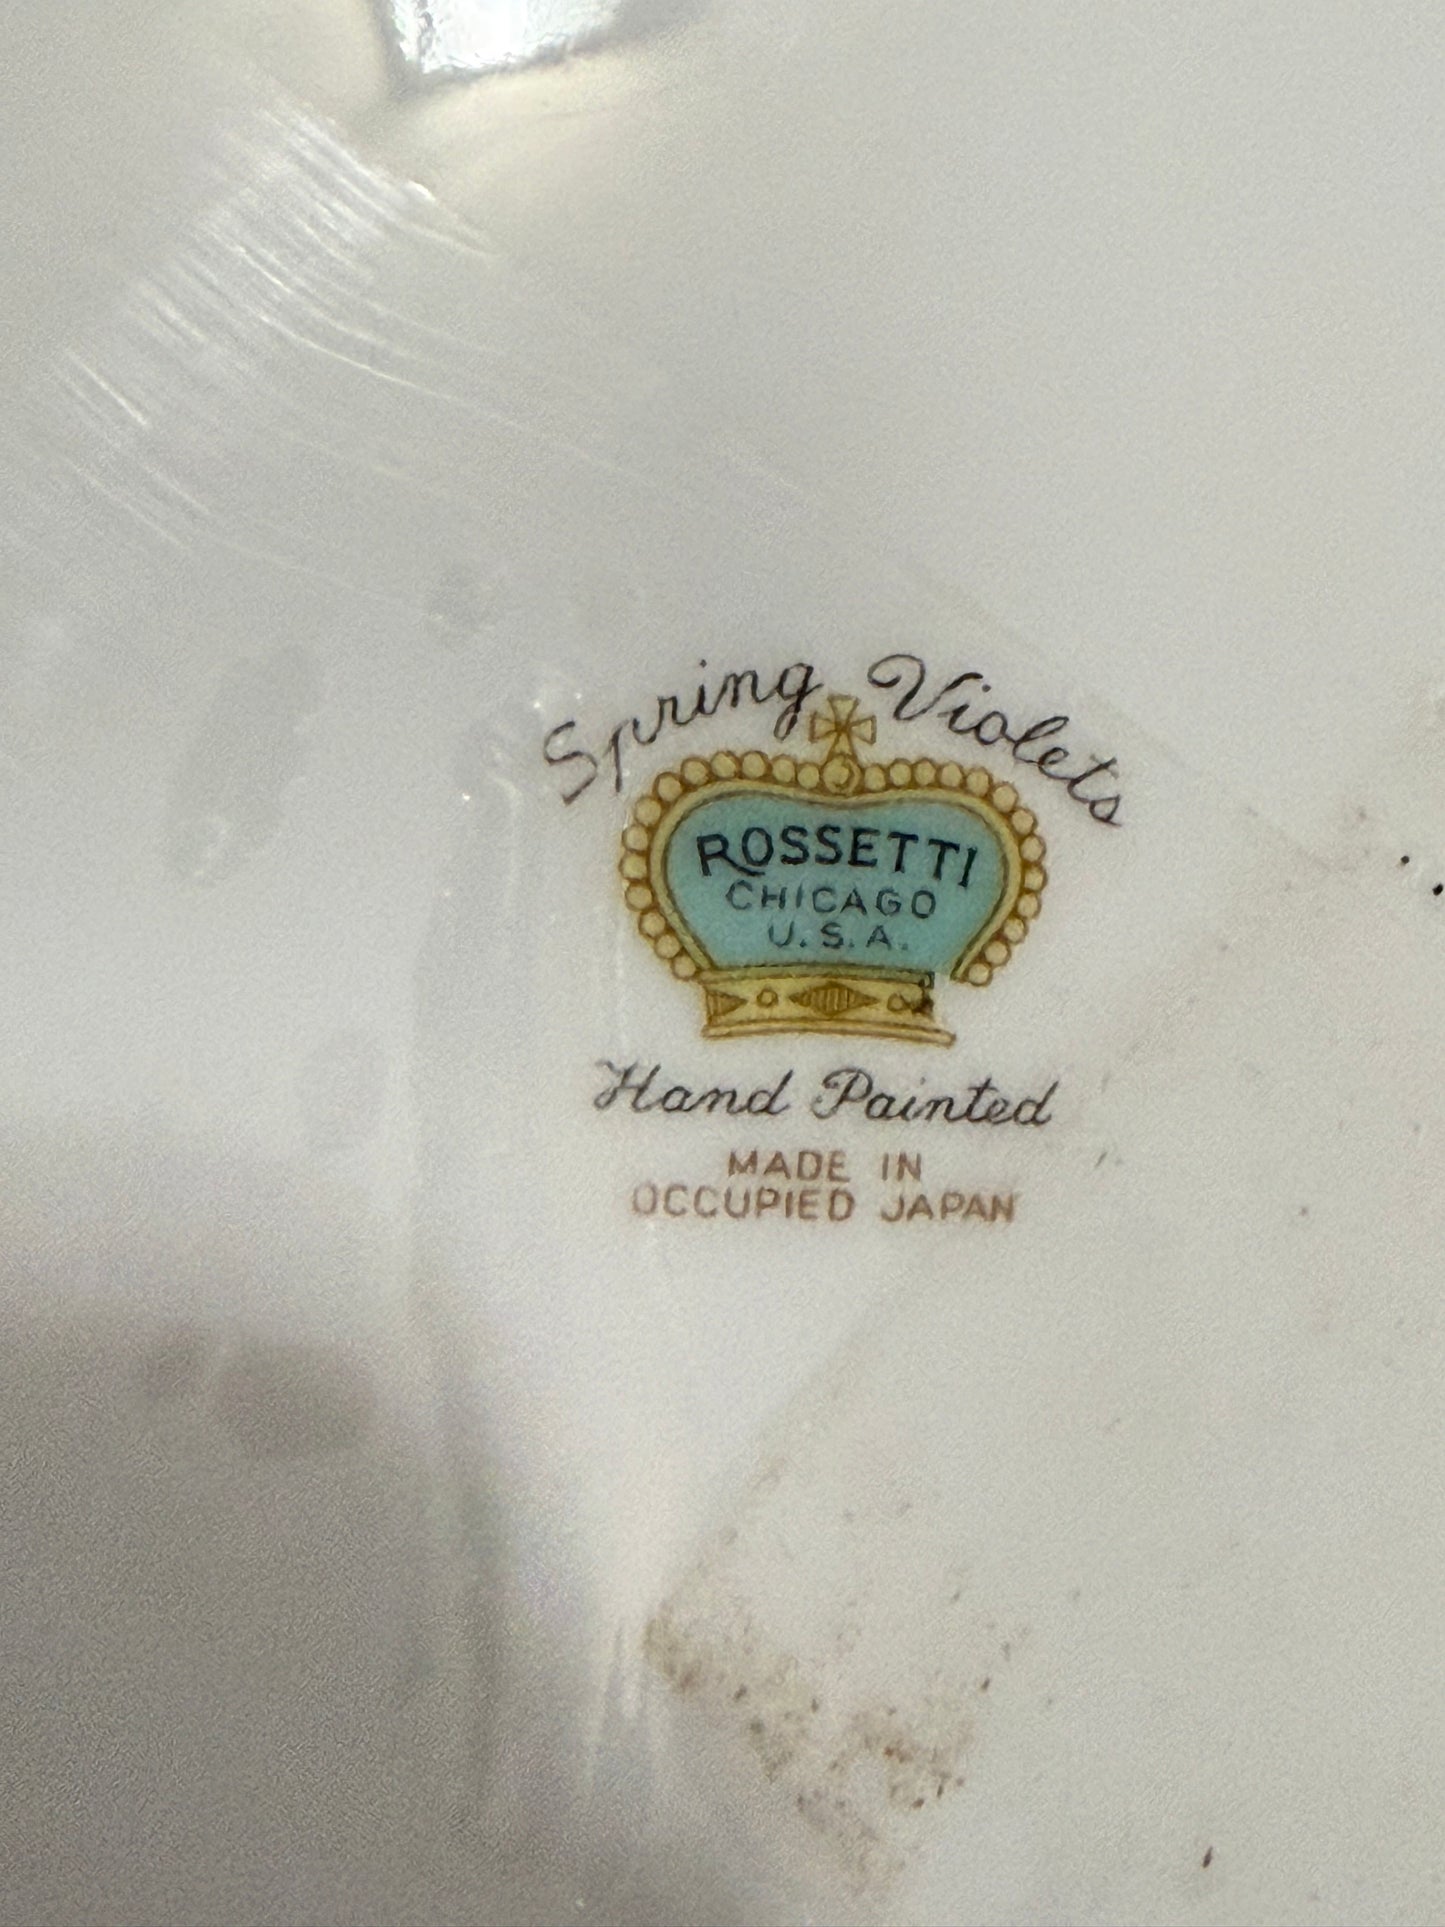 Spring Violets
ROSSETTI
CHICAGO
U.S.A.
Hand Painted
MADE IN
OCCUPIED JAPAN